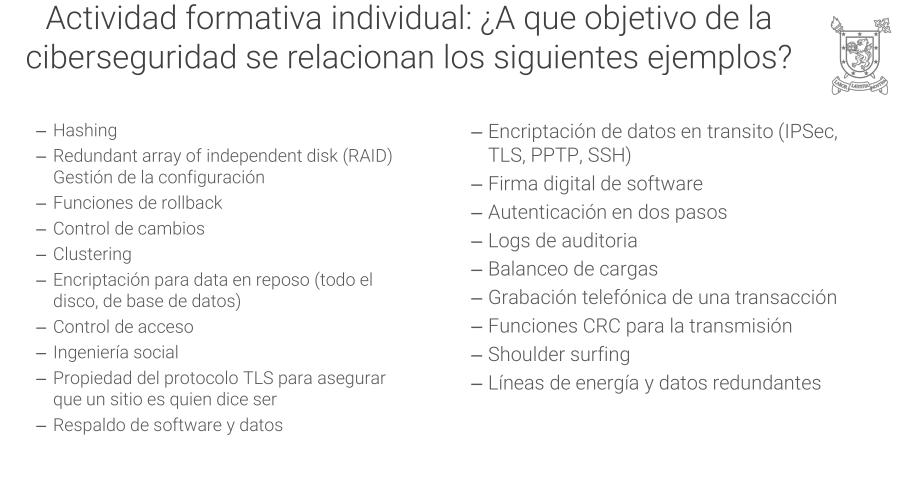 Actividad formativa individual: ¿A que objetivo de la
ciberseguridad se relacionan los siguientes ejemplos?
– Hashing
– Redundant array of independent disk (RAID)
Gestión de la configuración
– Funciones de rollback
– Control de cambios
– Clustering
– Encriptación para data en reposo (todo el
disco, de base de datos)
– Control de acceso
– Ingeniería social
– Propiedad del protocolo TLS para asegurar
que un sitio es quien dice ser
– Respaldo de software y datos
– Encriptación de datos en transito (IPSec,
TLS, PPTP, SSH)
– Firma digital de software
– Autenticación en dos pasos
– Logs de auditoria
– Balanceo de cargas
– Grabación telefónica de una transacción
– Funciones CRC para la transmisión
– Shoulder surfing
– Líneas de energía y datos redundantes